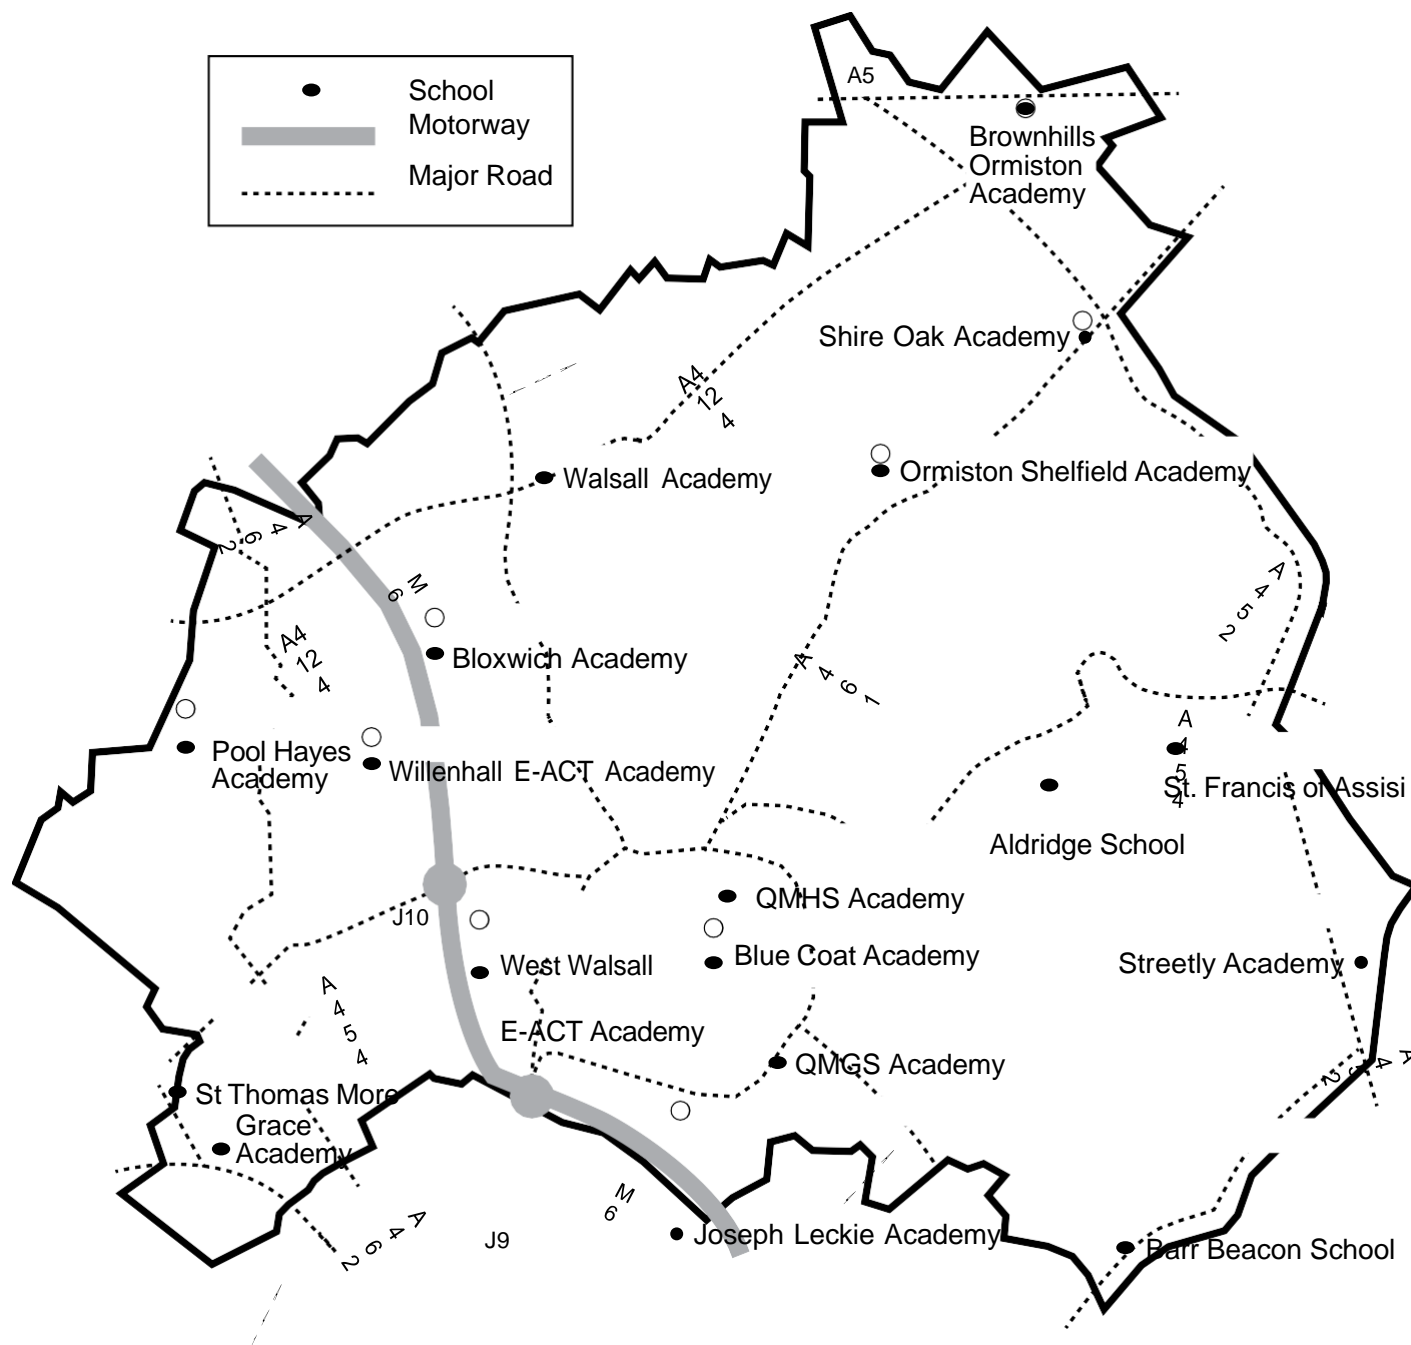 School
Motorway
Major Road
A5
Brownhills
Ormiston
Academy
Shire Oak Academy
A4
12
4
Walsall Academy
Ormiston Shelfield Academy
A
4
6
2
M
6
A
4
5
2
A4
12
4
Bloxwich Academy
A
4
6
1
Pool Hayes
Academy
Willenhall E-ACT Academy
A
4
5
4
St. Francis of Assisi
Aldridge School
J10
QMHS Academy
Blue Coat Academy
West Walsall
E-ACT Academy
Streetly Academy
A
4
5
4
QMGS Academy
A
4
5
2
St Thomas More
Grace
Academy
A
4
6
2
J9
M
6
Joseph Leckie Academy
Barr Beacon School